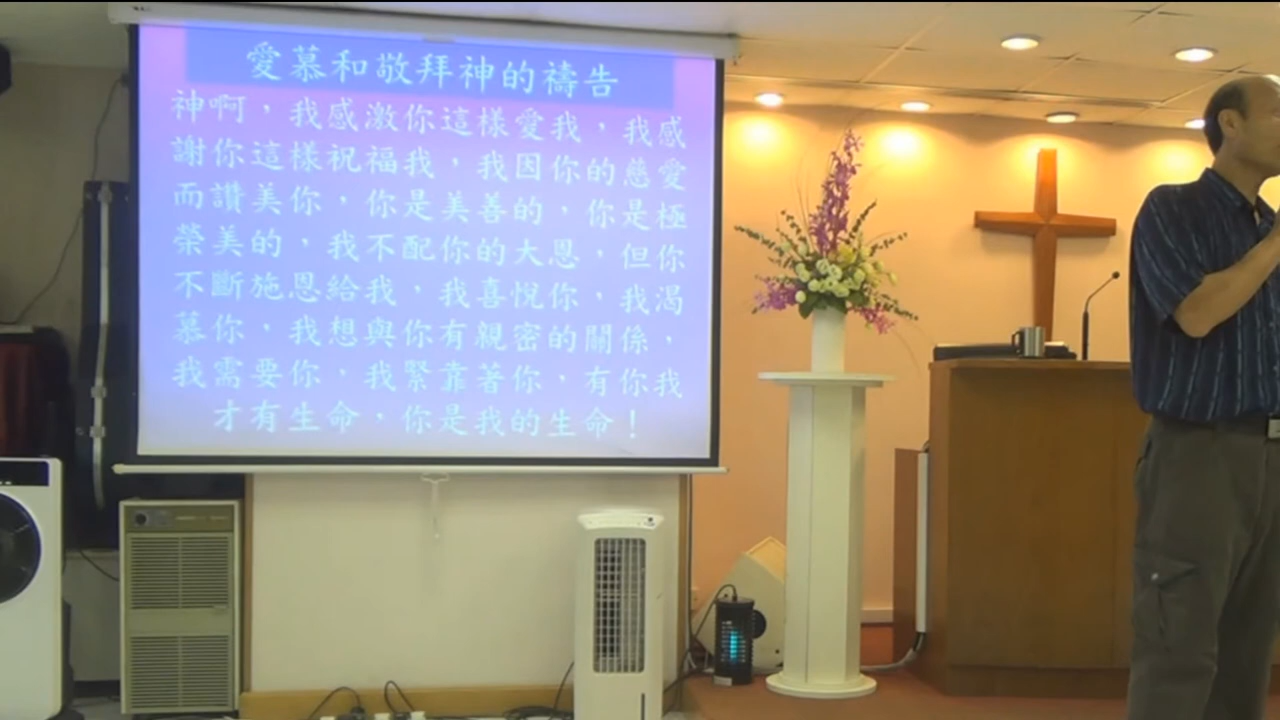 愛慕和敬拜神的禱告
神啊，我感激你這樣愛我，我感
謝你這樣祝福我，我因你的慈愛
而讚美你，你是美善的，你是極
榮美的，我不配你的大恩，但你
不斷施恩給我，我喜悅你，我渴
慕你，我想與你有親密的關係，
我需要你，我緊靠著你，有你我
才有生命，你是我的生命！